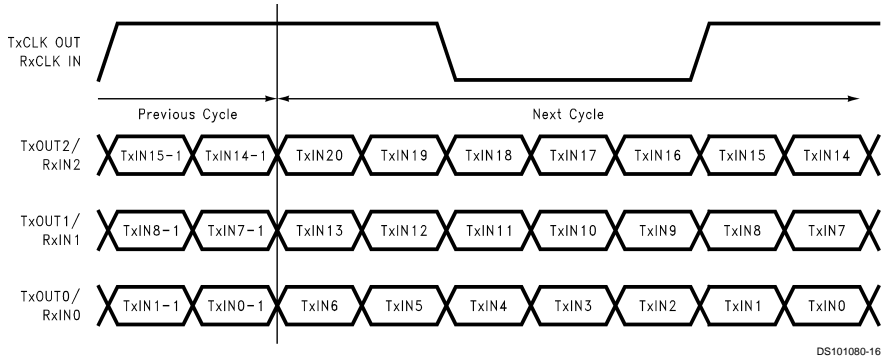 TxCLK OUT
RxCLK IN
Previous Cycle
Next Cycle
TxOUT2/
RxIN2
TxIN15-1 TxIN14-1 TxIN20 TxIN19 TxIN18 TxIN17 TxIN16 TxIN15 TxIN14
TxOUT1/
RxIN1
TxIN8-1 TxIN7-1 TxIN13 TxIN12 TxIN11 TxIN10 TxIN9 TxIN8 TxIN7
TxOUT0/
RxIN0
TxIN1-1 TxIN0-1 TxIN6 TxIN5 TxIN4 TxIN3 TxIN2 TxIN1 TxIN0
DS101080-16